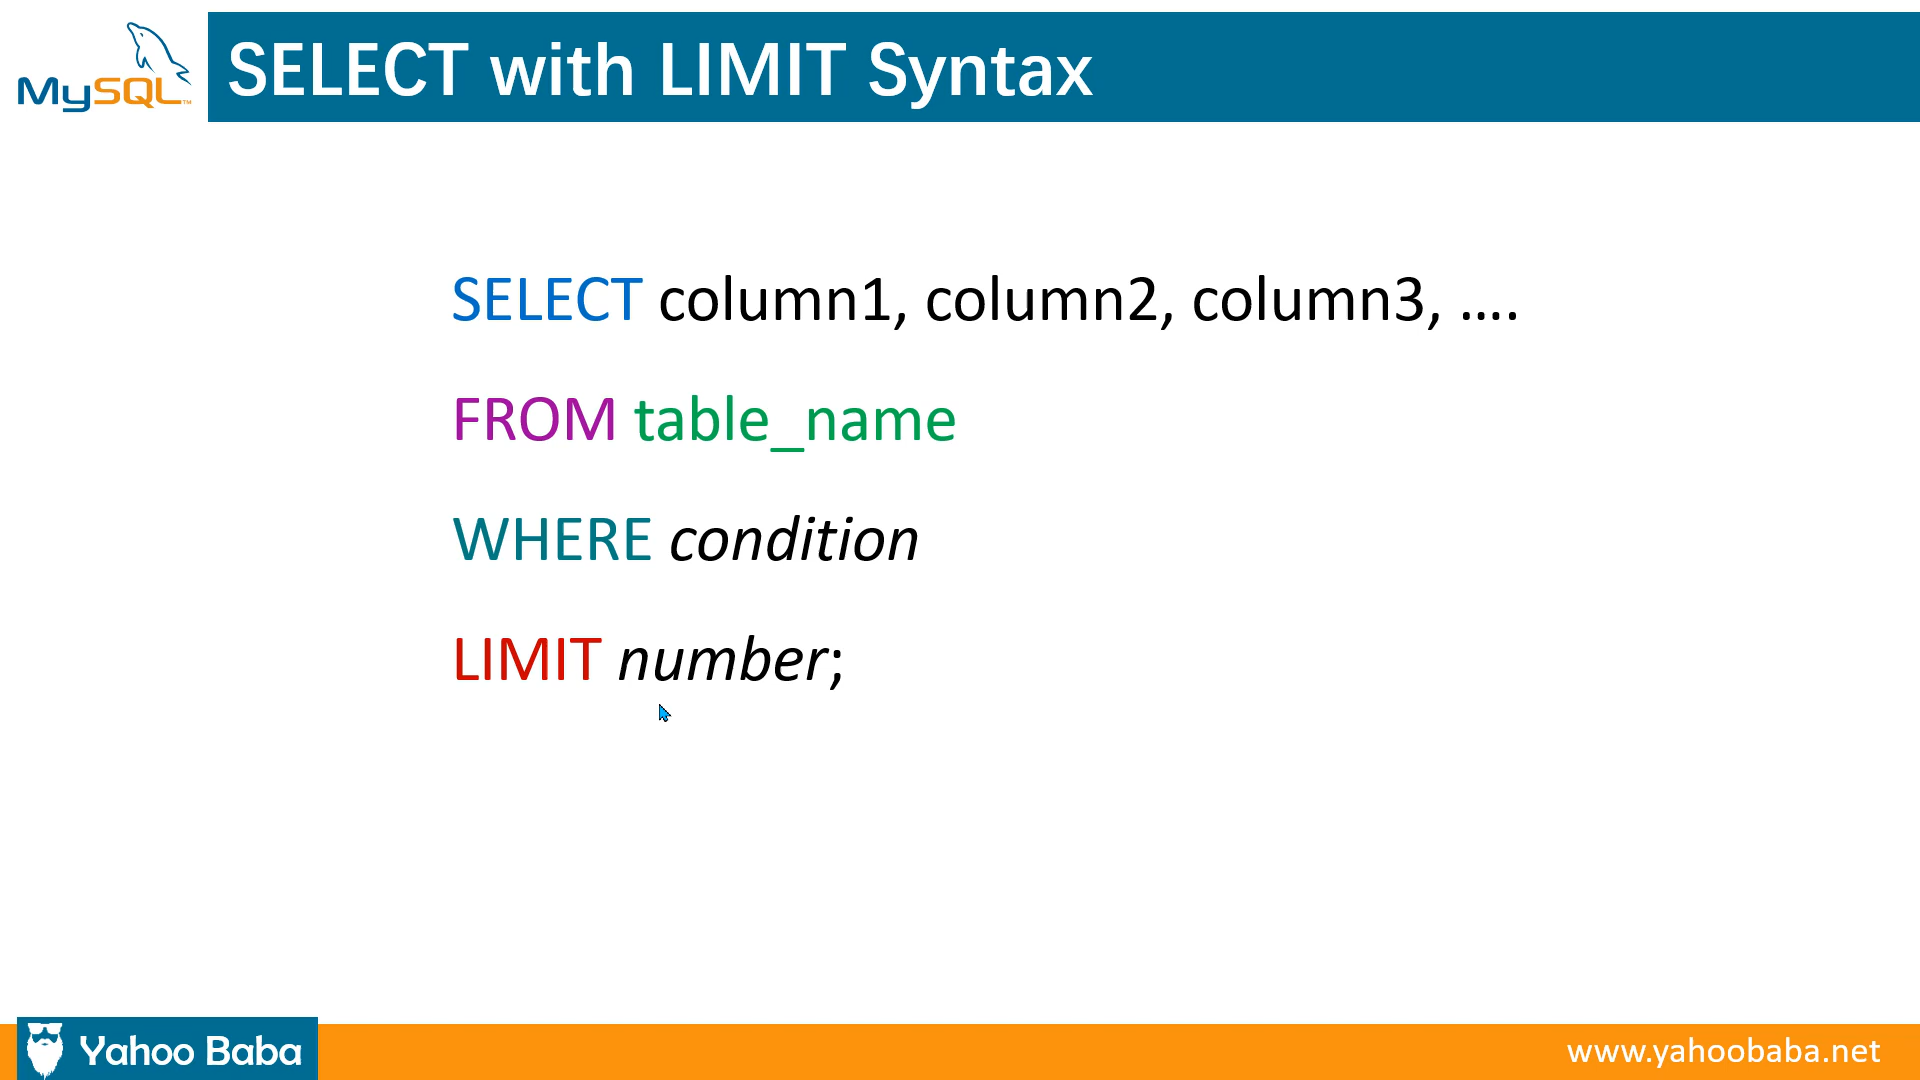 MySQL™
SELECT with LIMIT Syntax
SELECT column1, column2, column3, ....
FROM table_name
WHERE condition
LIMIT number;
Yahoo Baba
www.yahoobaba.net